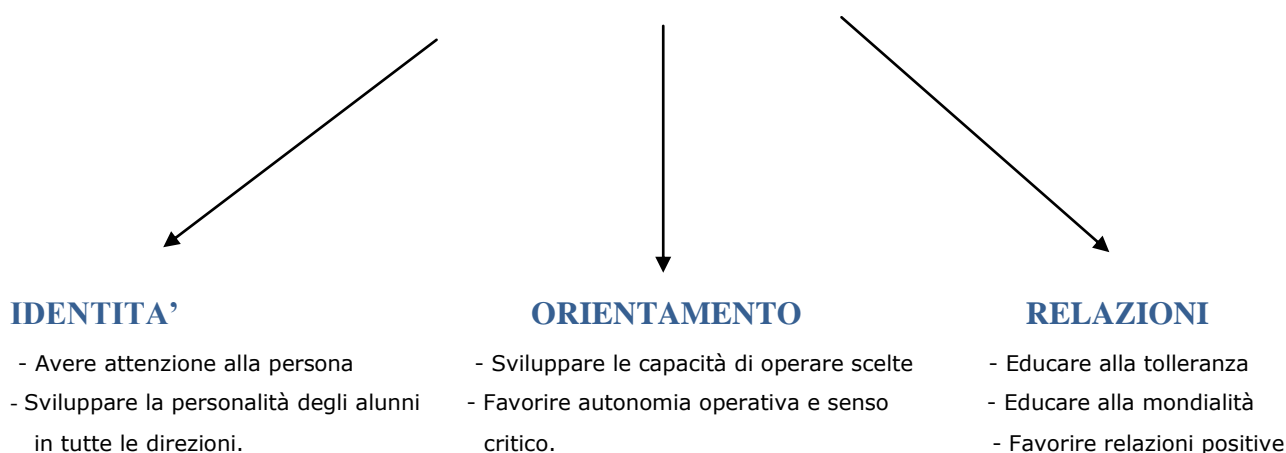 IDENTITA’
- Avere attenzione alla persona
- Sviluppare la personalità degli alunni
in tutte le direzioni.
ORIENTAMENTO
- Sviluppare le capacità di operare scelte
- Favorire autonomia operativa e senso
critico.
RELAZIONI
- Educare alla tolleranza
- Educare alla mondialità
- Favorire relazioni positive